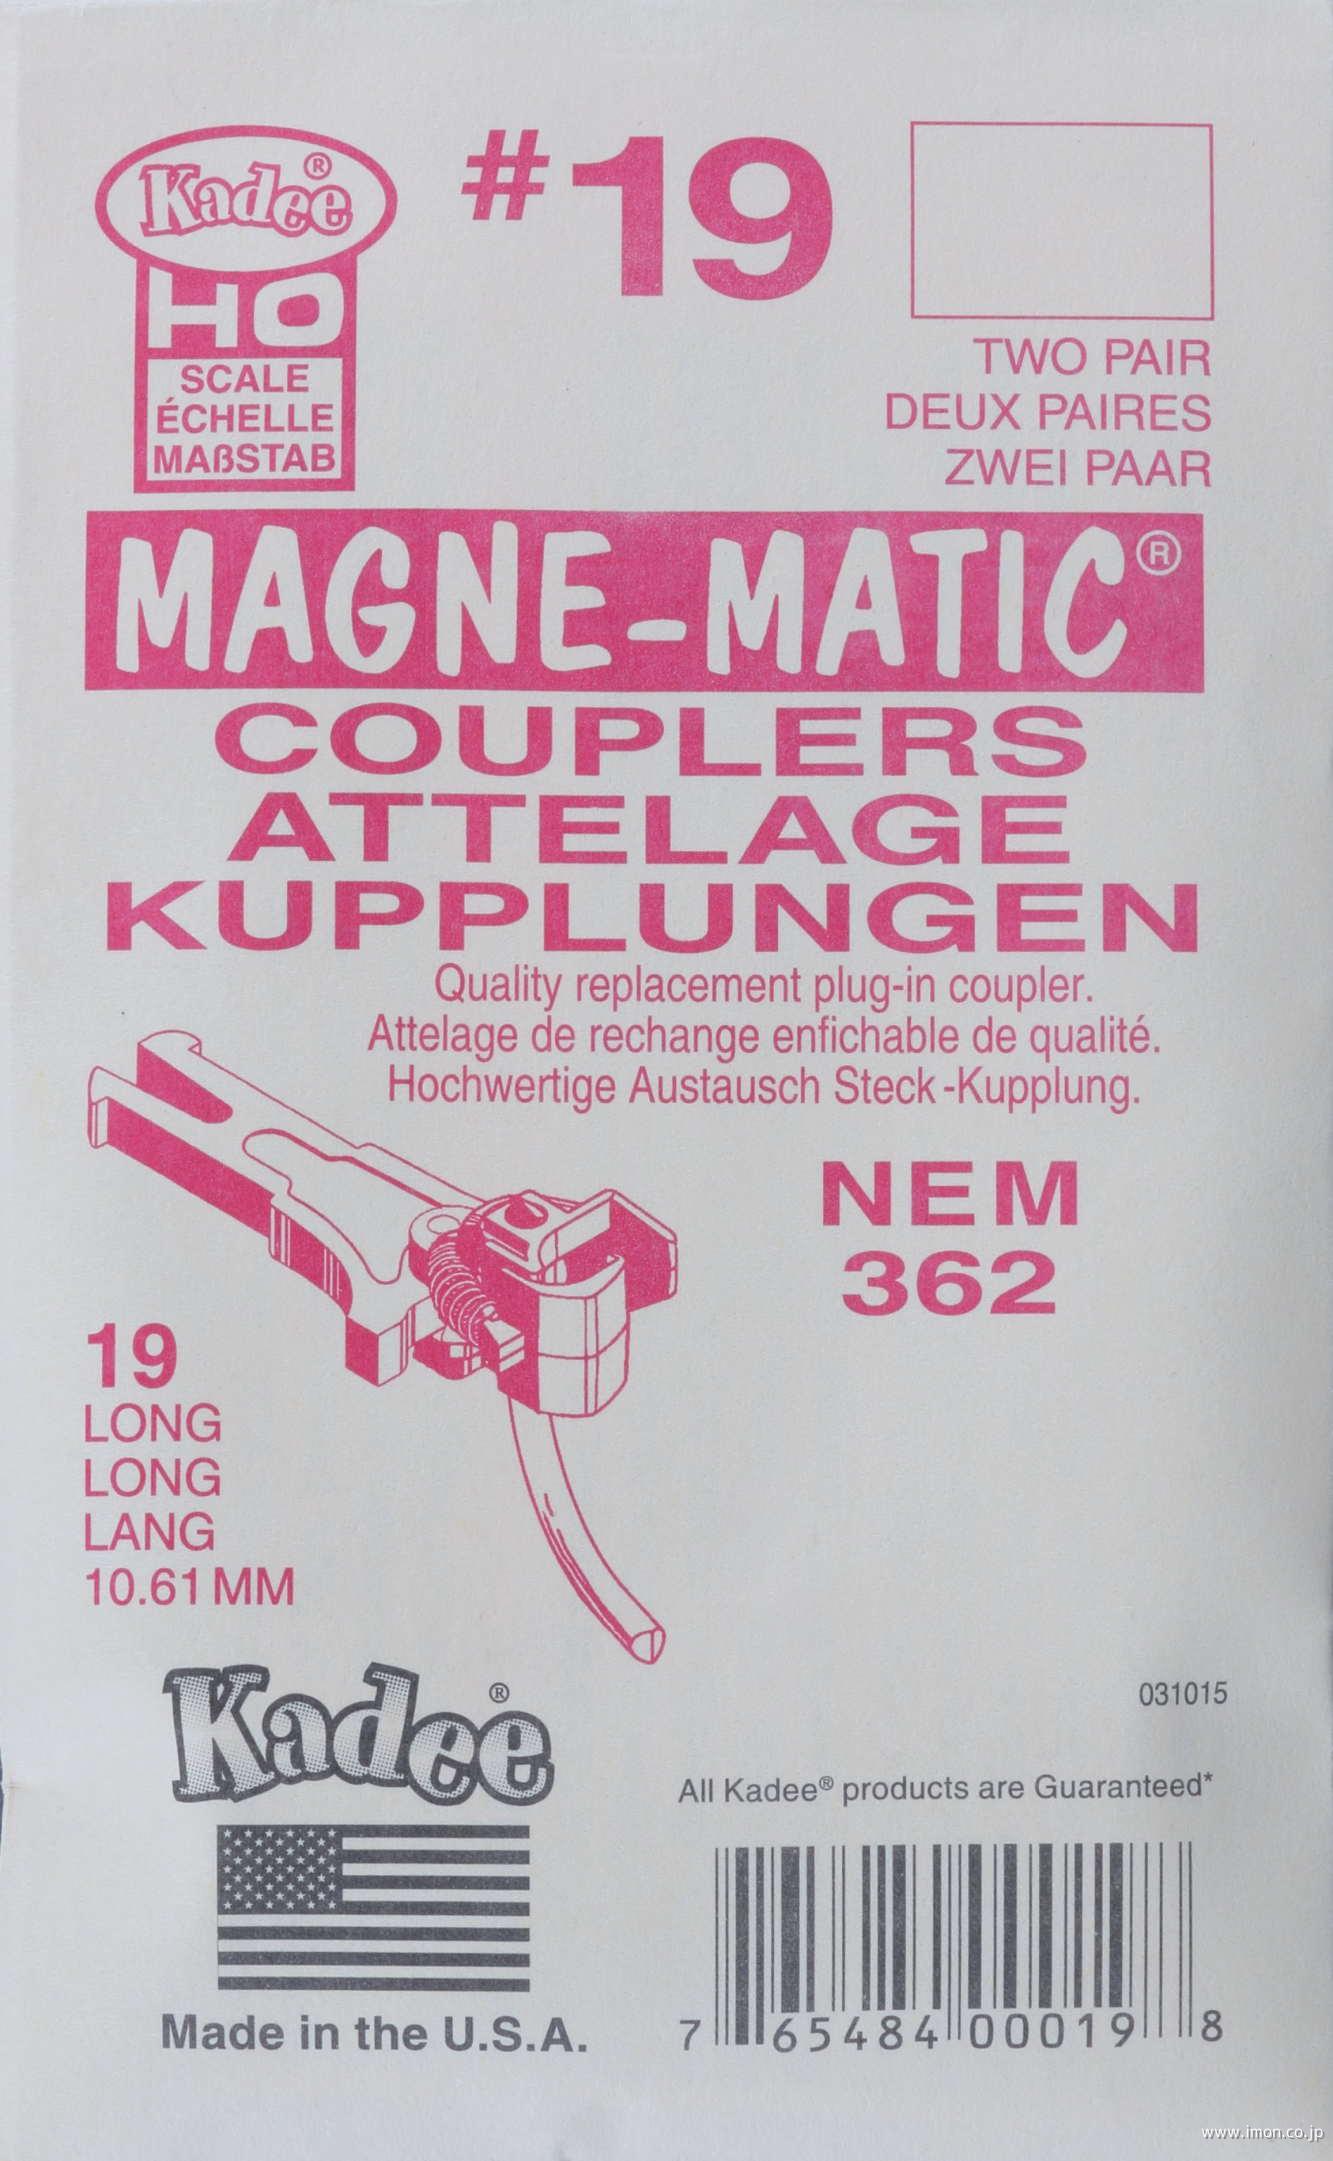 Kadee®
#19
HO
SCALE
ÉCHELLE
MAßSTAB
TWO PAIR
DEUX PAIRES
ZWEI PAAR
MAGNE-MATIC®
COUPLERS
ATTELAGE
KUPPLUNGEN
Quality replacement plug-in coupler.
Attelage de rechange enfichable de qualité.
Hochwertige Austausch Steck-Kupplung.
NEM
362
19
LONG
LONG
LANG
10.61 MM
Kadee®
Made in the U.S.A.
031015
All Kadee® products are Guaranteed*
7 65484 00019 8
www.imon.co.jp